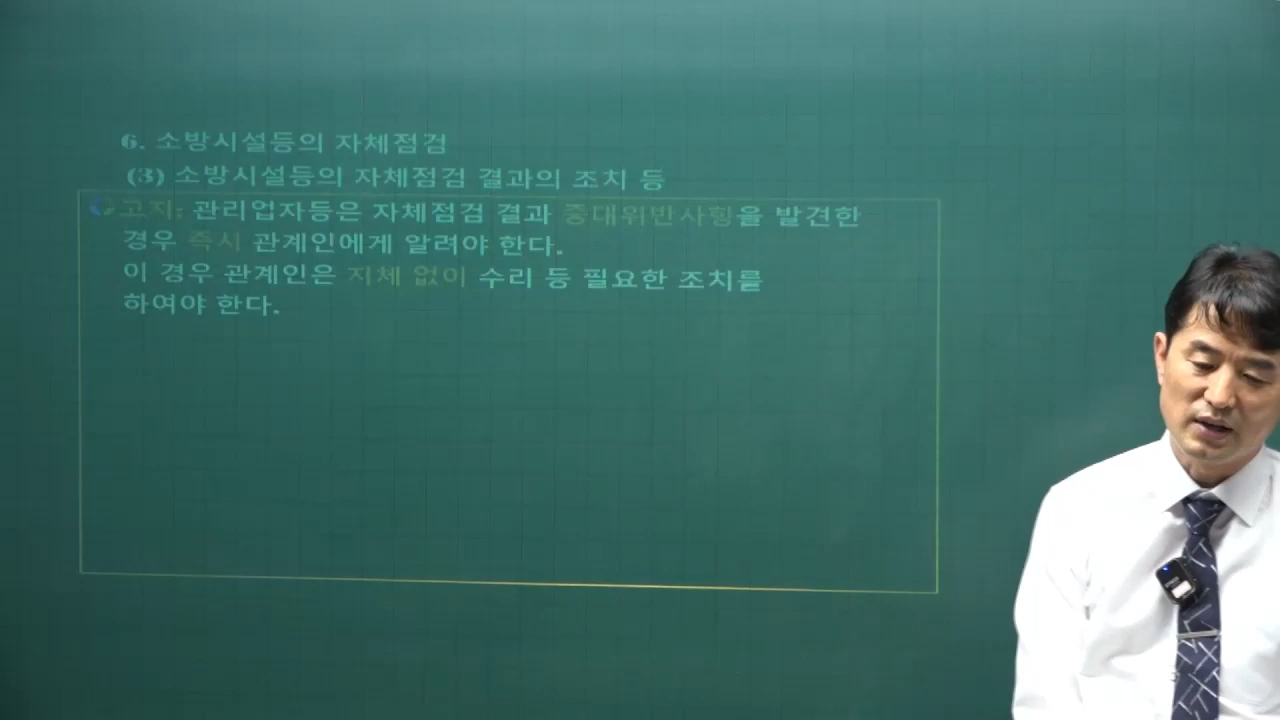 6. 소방시설등의 자체점검
(3) 소방시설등의 자체점검 결과의 조치 등
고지: 관리업자등은 자체점검 결과 중대위반사항을 발견한
경우 즉시 관계인에게 알려야 한다.
이 경우 관계인은 지체 없이 수리 등 필요한 조치를
하여야 한다.